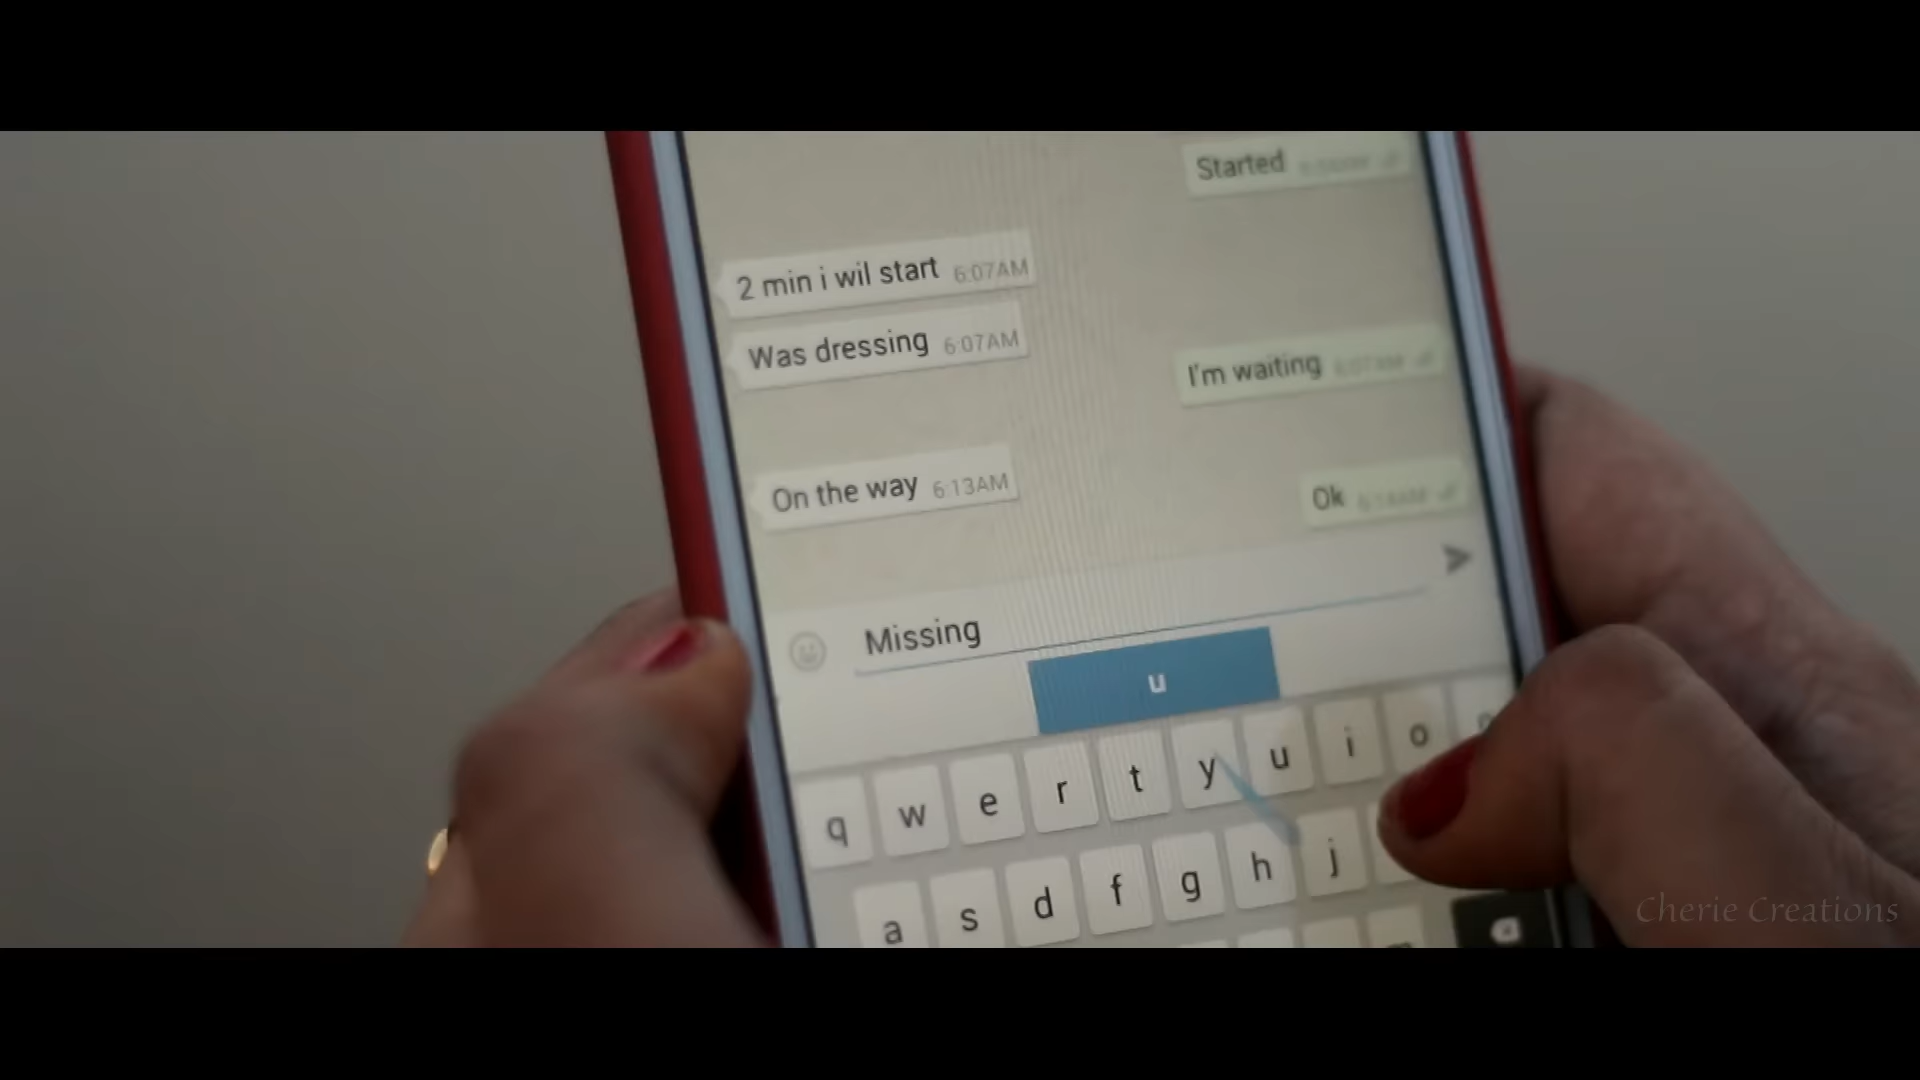 Started
2 min i wil start 6:07AM
Was dressing 6:07AM
I'm waiting
On the way 6:13AM
Ok
Missing
u
q w e r t y u i o
a s d f g h j
Cherie Creations